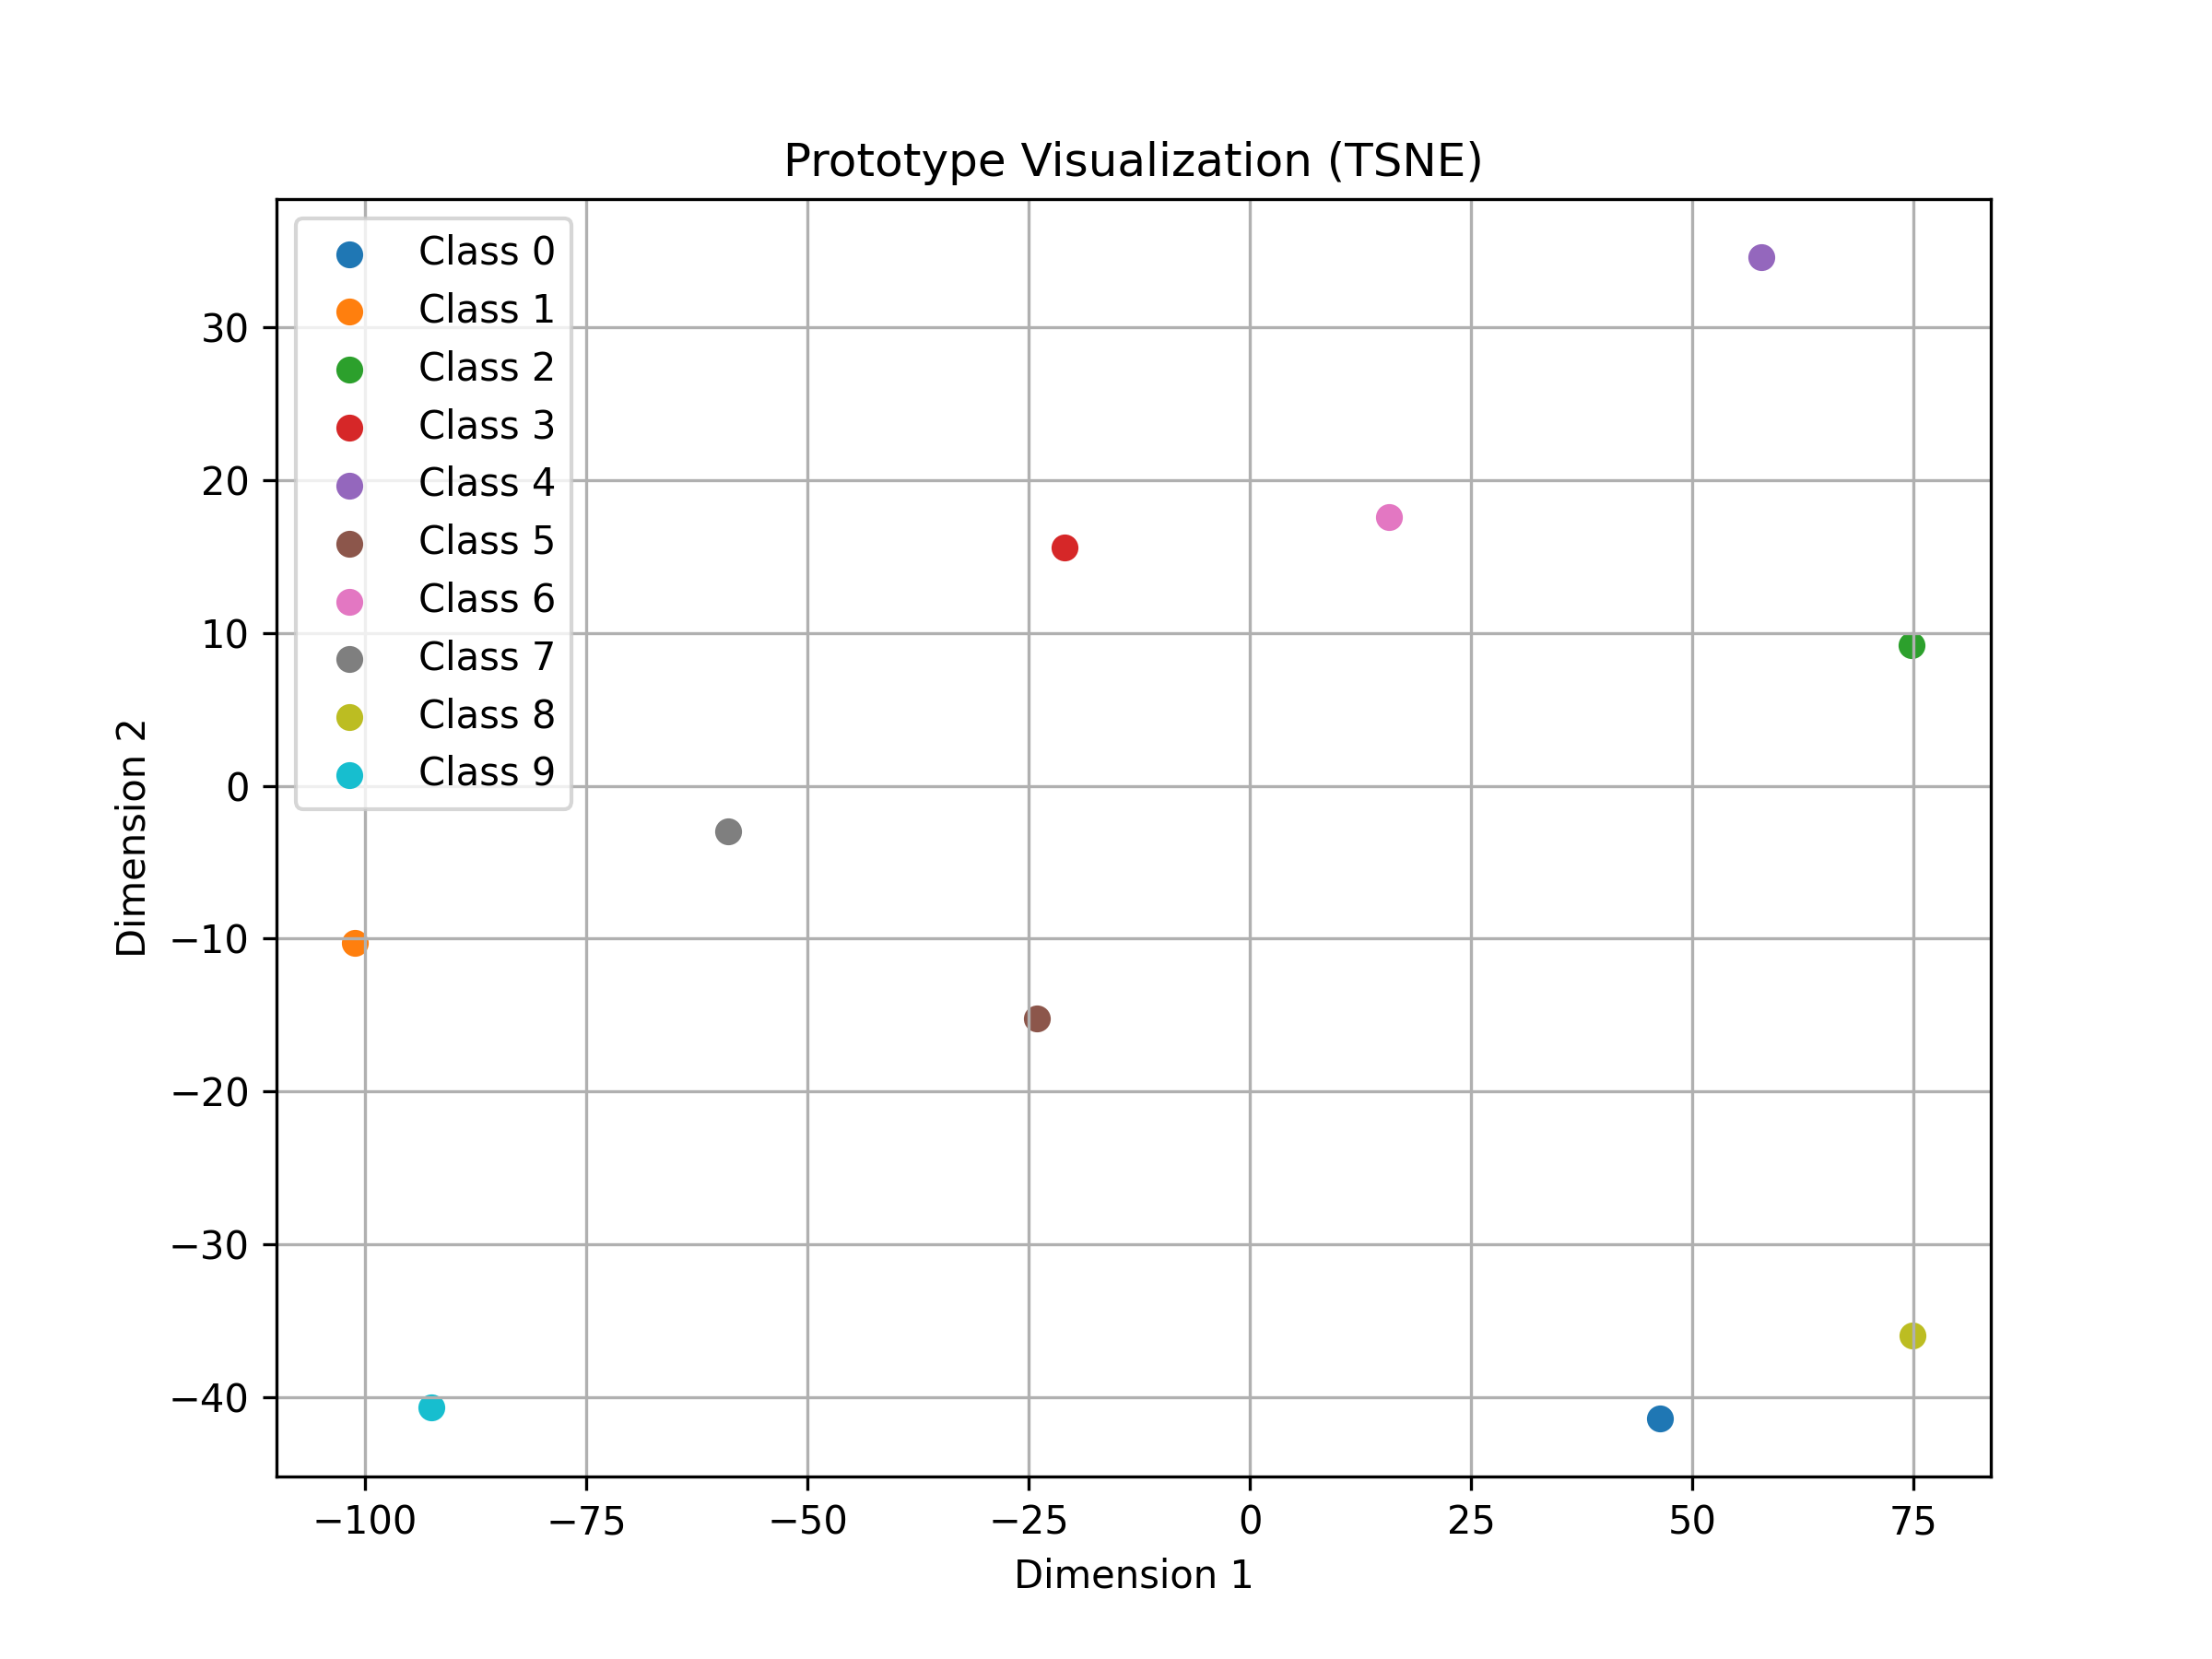 Prototype Visualization (TSNE)
Class 0
Class 1
Class 2
Class 3
Class 4
Class 5
Class 6
Class 7
Class 8
Class 9
30
20
10
0
−10
−20
−30
−40
Dimension 2
−100 −75 −50 −25 0 25 50 75
Dimension 1